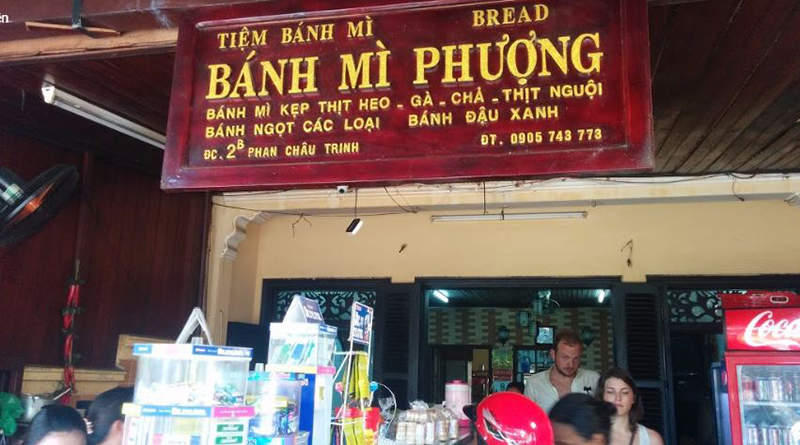 ên
TIỆM BÁNH MÌ BREAD
BÁNH MÌ PHƯỢNG
BÁNH MÌ KẸP THỊT HEO - GÀ - CHẢ - THỊT NGUỘI
BÁNH NGỌT CÁC LOẠI BÁNH ĐẬU XANH
ĐC. 2B PHAN CHÂU TRINH ĐT. 0905 743 773
Coca